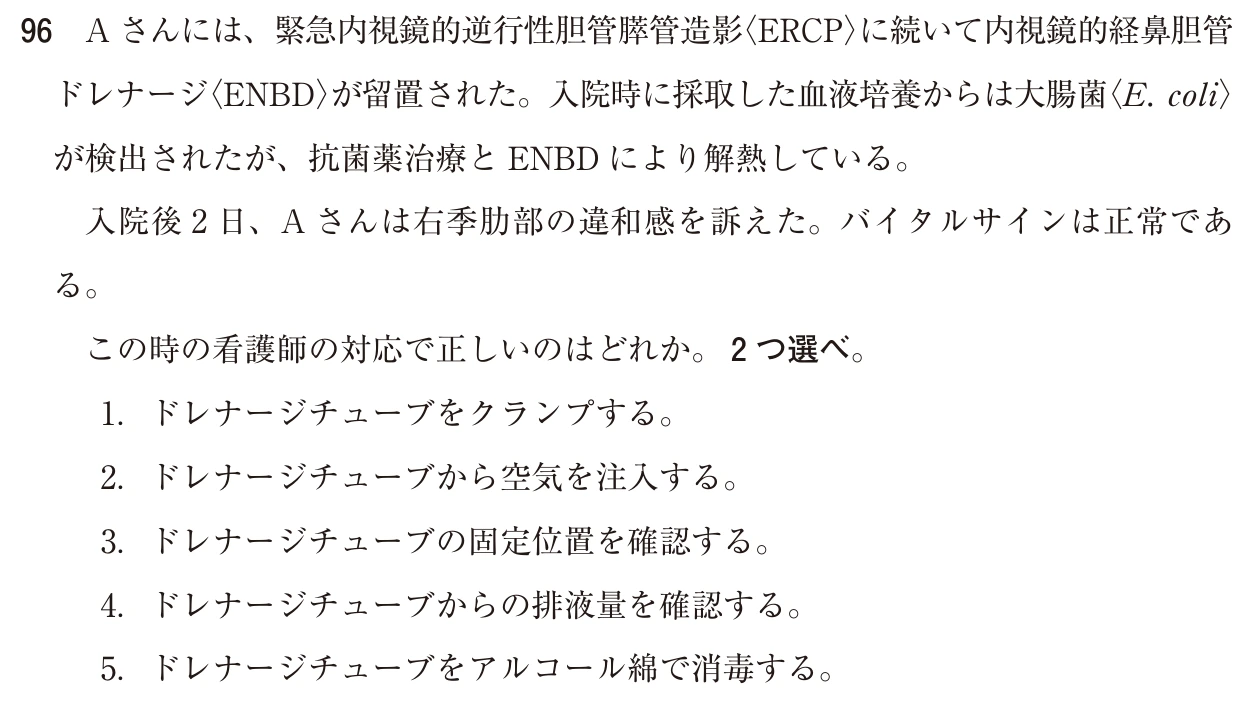 96 Aさんには、緊急内視鏡的逆行性胆管膵管造影〈ERCP〉に続いて内視鏡的経鼻胆管
ドレナージ〈ENBD〉が留置された。入院時に採取した血液培養からは大腸菌〈E. coli〉
が検出されたが、抗菌薬治療と ENBD により解熱している。
入院後2日、Aさんは右季肋部の違和感を訴えた。バイタルサインは正常であ
る。
この時の看護師の対応で正しいのはどれか。2つ選べ。
1. ドレナージチューブをクランプする。
2. ドレナージチューブから空気を注入する。
3. ドレナージチューブの固定位置を確認する。
4. ドレナージチューブからの排液量を確認する。
5. ドレナージチューブをアルコール綿で消毒する。